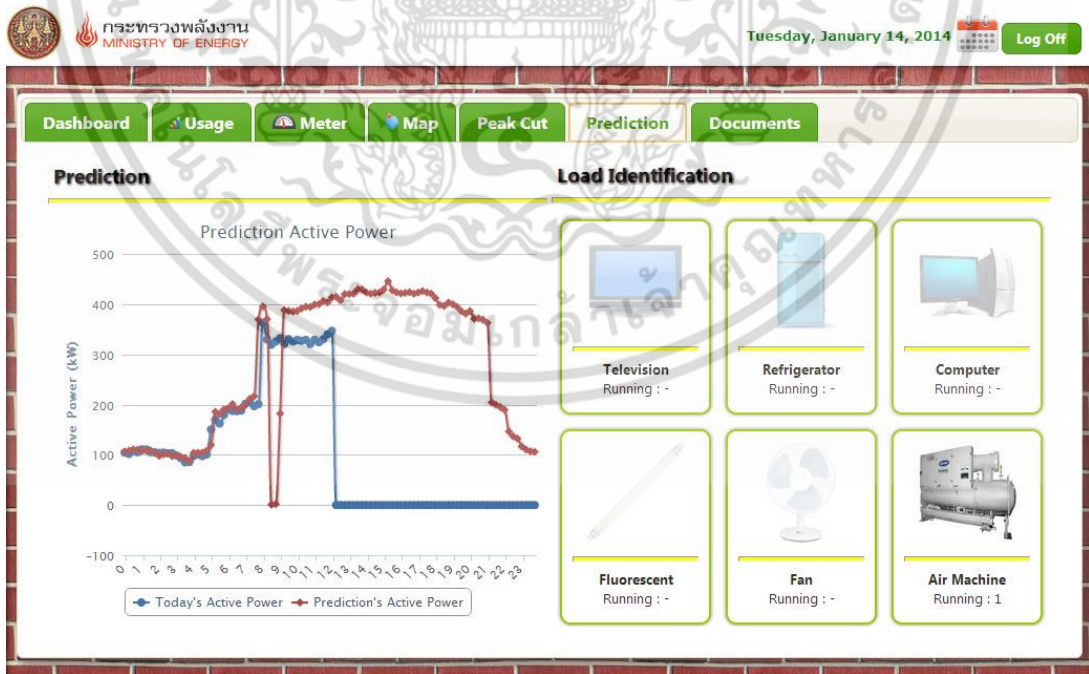 กระทรวงพลังงาน
MINISTRY OF ENERGY
Tuesday, January 14, 2014
Log Off
Dashboard
Usage
Meter
Map
Peak Cut
Prediction
Documents
Prediction
Load Identification
Prediction Active Power
500
400
300
200
100
0
-100
Active Power (kW)
0 1 2 3 4 5 6 7 8 9 10 11 12 13 14 15 16 17 18 19 20 21 22 23
Today's Active Power
Prediction's Active Power
Television
Running : -
Refrigerator
Running : -
Computer
Running : -
Fluorescent
Running : -
Fan
Running : -
Air Machine
Running : 1